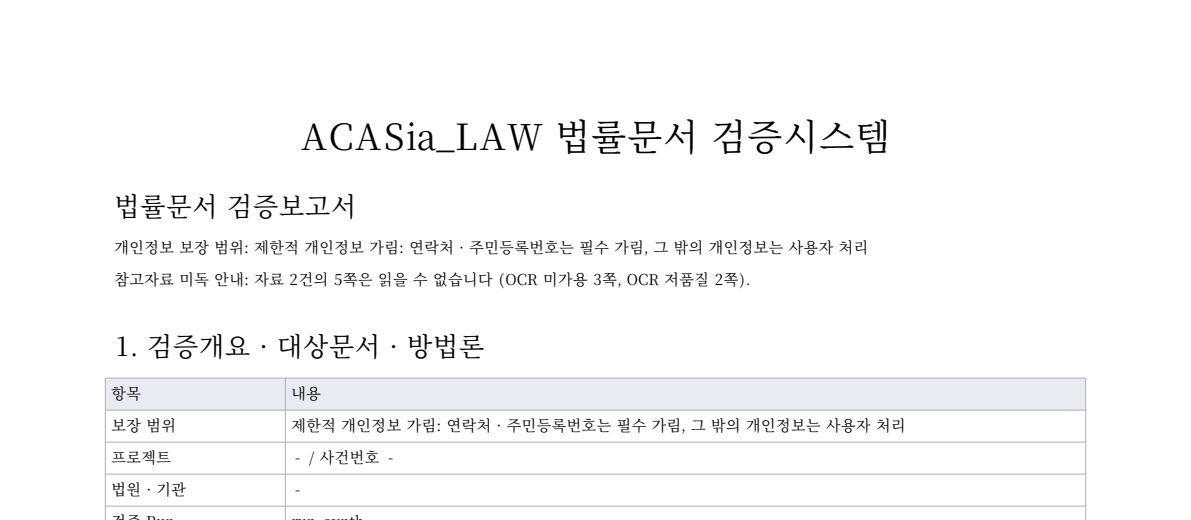 ACASia_LAW 법률문서 검증시스템
법률문서 검증보고서
개인정보 보장 범위: 제한적 개인정보 가림: 연락처 · 주민등록번호는 필수 가림, 그 밖의 개인정보는 사용자 처리
참고자료 미독 안내: 자료 2건의 5쪽은 읽을 수 없습니다 (OCR 미가용 3쪽, OCR 저품질 2쪽).
1. 검증개요 · 대상문서 · 방법론
항목 내용
보장 범위 제한적 개인정보 가림: 연락처 · 주민등록번호는 필수 가림, 그 밖의 개인정보는 사용자 처리
프로젝트 - / 사건번호 -
법원 · 기관 -
검증 Run run_synth